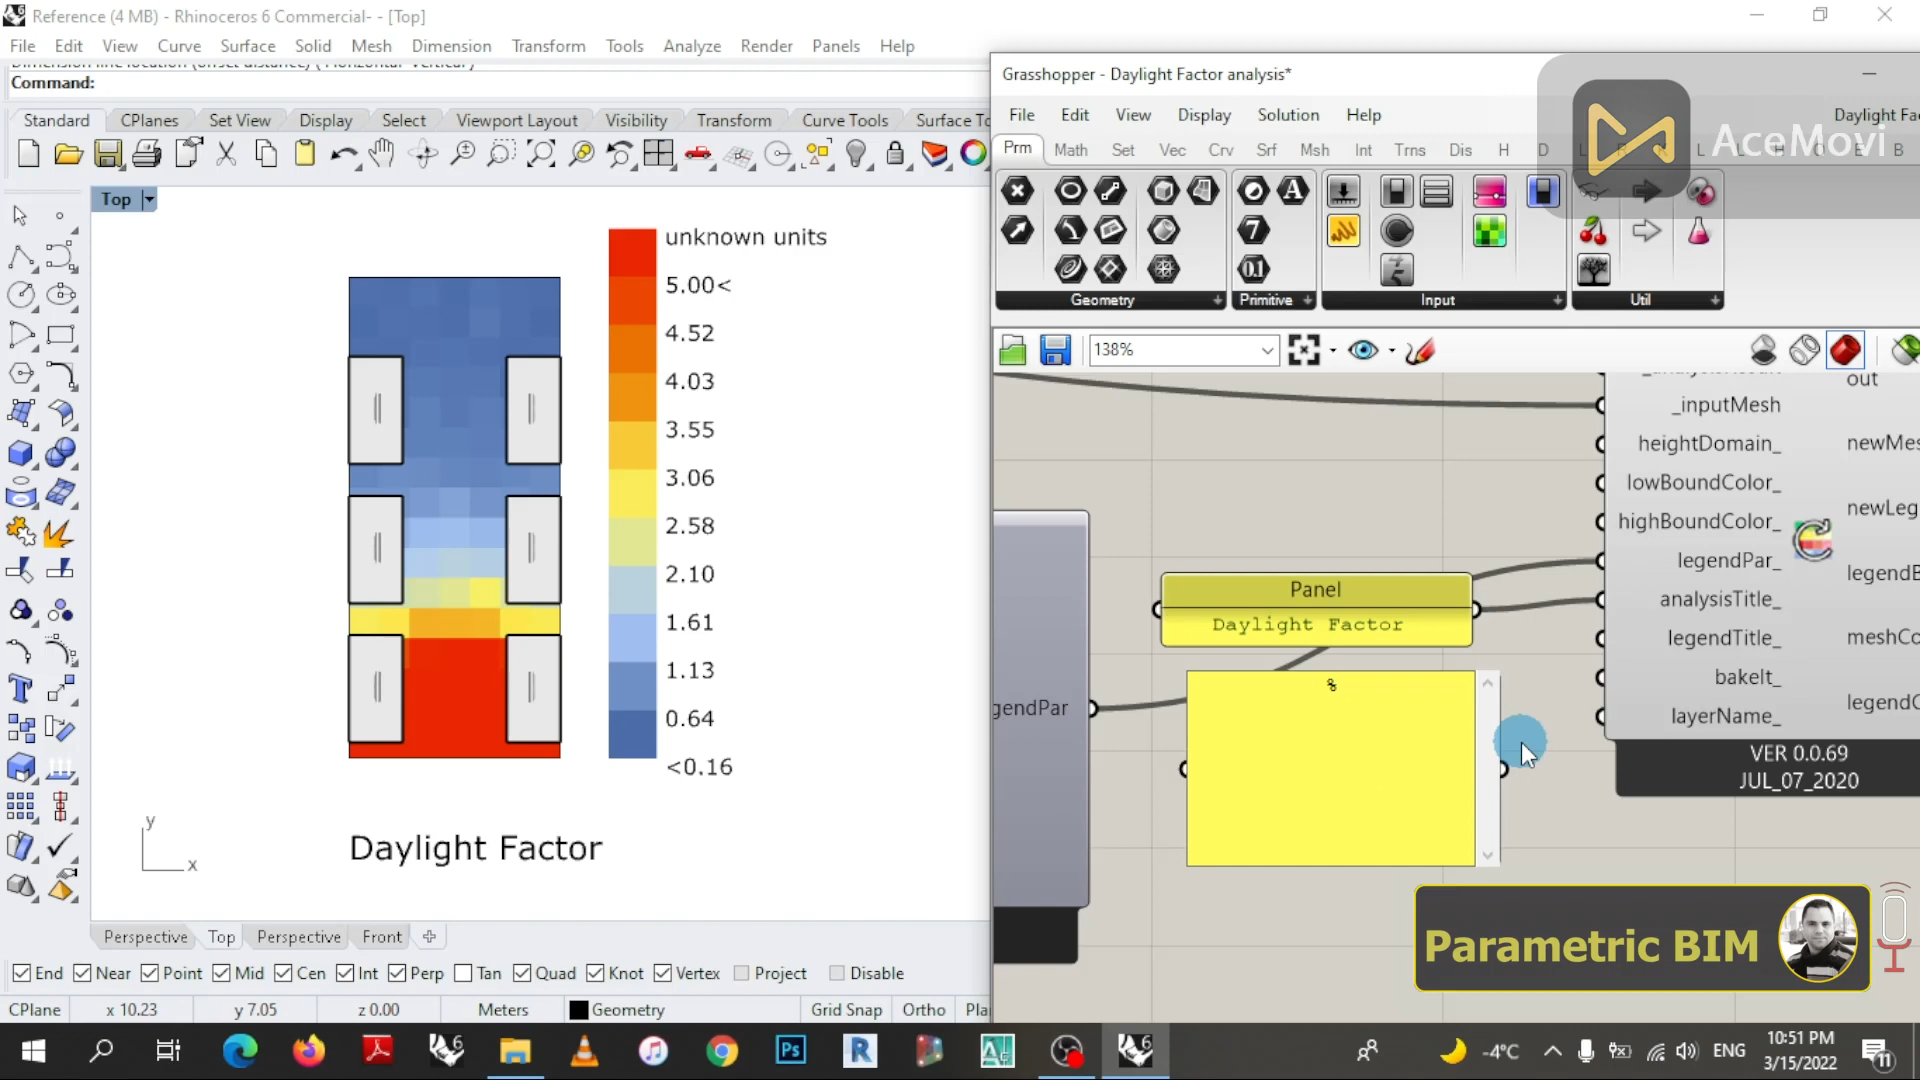 Reference (4 MB) - Rhinoceros 6 Commercial- - [Top]
File Edit View Curve Surface Solid Mesh Dimension Transform Tools Analyze Render Panels Help
Command:
Standard CPlanes Set View Display Select Viewport Layout Visibility Transform Curve Tools Surface To
Top
unknown units
5.00<
4.52
4.03
3.55
3.06
2.58
2.10
1.61
1.13
0.64
<0.16
y
x
Daylight Factor
Perspective Top Perspective Front
End Near Point Mid Cen Int Perp Tan Quad Knot Vertex Project Disable
CPlane x 10.23 y 7.05 z 0.00 Meters Geometry Grid Snap Ortho Pla
Grasshopper - Daylight Factor analysis*
File Edit View Display Solution Help
Daylight Fac
AceMovi
Prm Math Set Vec Crv Srf Msh Int Trns Dis H D
Geometry Primitive Input Util
138%
out
_inputMesh
heightDomain_
newMes
lowBoundColor_
highBoundColor_
newLeg
legendPar_
legendB
analysisTitle_
legendTitle_
meshCo
bakeIt_
layerName_
legendC
VER 0.0.69
JUL_07_2020
Panel
Daylight Factor
%
gendPar
Parametric BIM
-4°C ENG
10:51 PM
3/15/2022
11